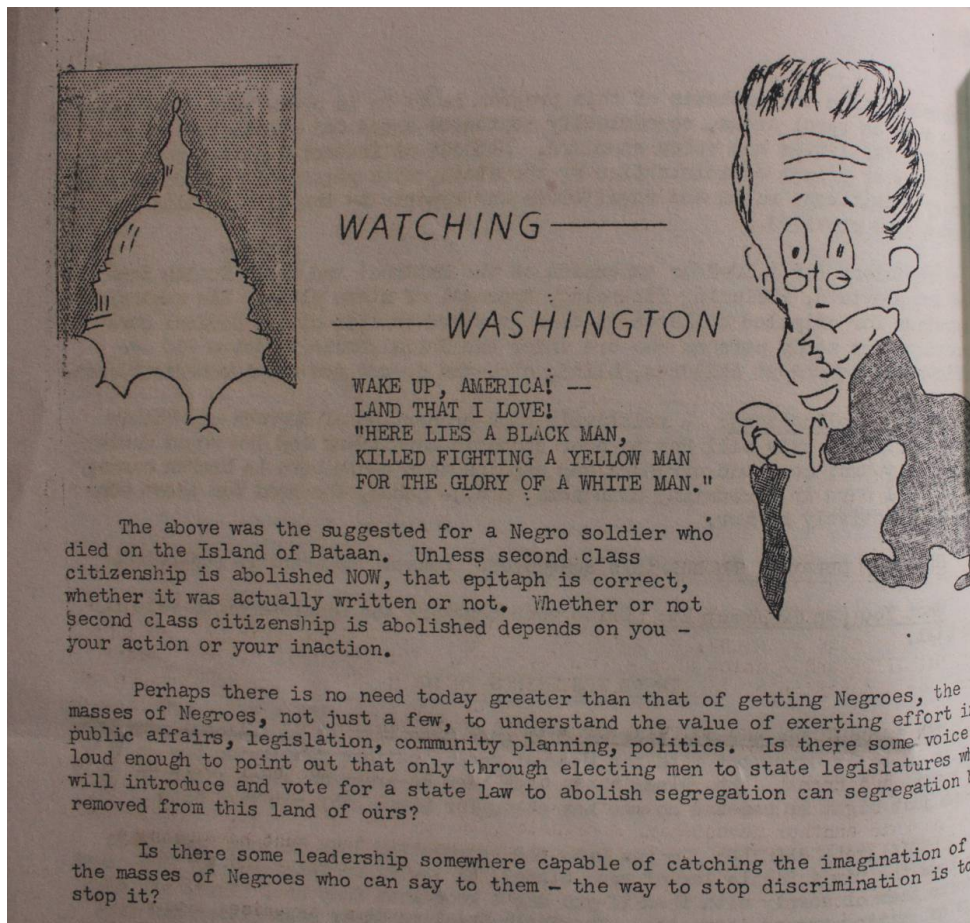 WATCHING
WASHINGTON
WAKE UP, AMERICA! --
LAND THAT I LOVE!
"HERE LIES A BLACK MAN,
KILLED FIGHTING A YELLOW MAN
FOR THE GLORY OF A WHITE MAN."
The above was the suggested for a Negro soldier who
died on the Island of Bataan. Unless second class
citizenship is abolished NOW, that epitaph is correct,
whether it was actually written or not. Whether or not
second class citizenship is abolished depends on you -
your action or your inaction.
Perhaps there is no need today greater than that of getting Negroes, the
masses of Negroes, not just a few, to understand the value of exerting effort
public affairs, legislation, community planning, politics. Is there some voice
loud enough to point out that only through electing men to state legislatures
will introduce and vote for a state law to abolish segregation can segregation
removed from this land of ours?
Is there some leadership somewhere capable of catching the imagination of
the masses of Negroes who can say to them - the way to stop discrimination is
stop it?